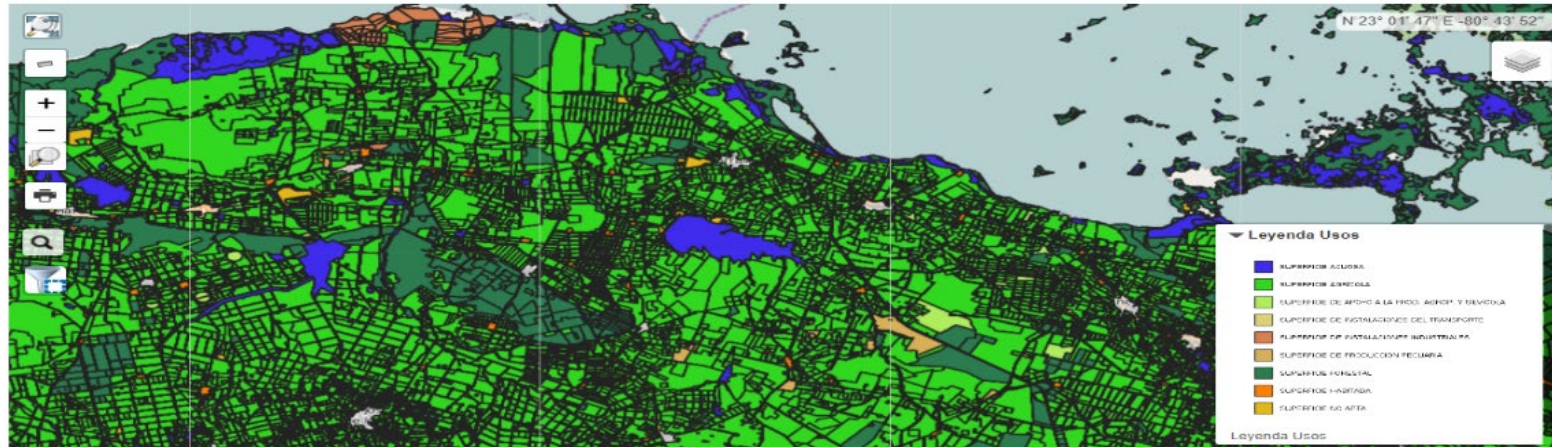 N 23° 01' 47" E -80° 43' 52"
Leyenda Usos
SUPERFICIE ACUOSA
SUPERFICIE AGRICOLA
SUPERFICIE DE APOYO A LA PROD. AGROP. Y SILVICOLA
SUPERFICIE DE INSTALACIONES DEL TRANSPORTE
SUPERFICIE DE INSTALACIONES INDUSTRIALES
SUPERFICIE DE PRODUCCION PECUARIA
SUPERFICIE FORESTAL
SUPERFICIE HABITADA
SUPERFICIE NO APTA
Leyenda Usos